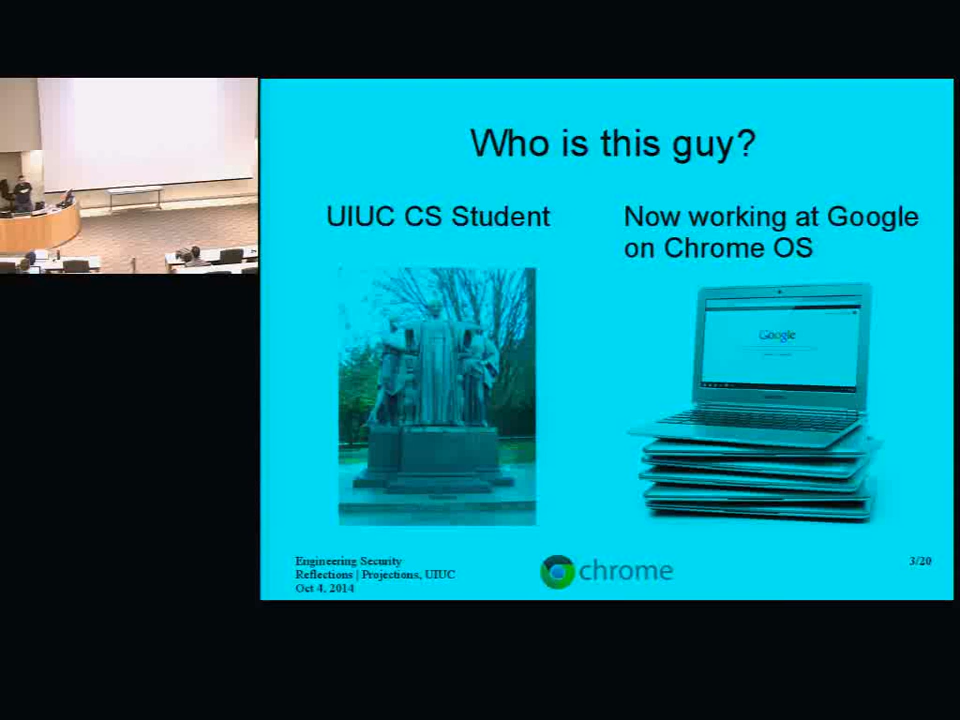 Who is this guy?
UIUC CS Student
Now working at Google
on Chrome OS
Google
Engineering Security
Reflections | Projections, UIUC
Oct 4, 2014
chrome
3/20